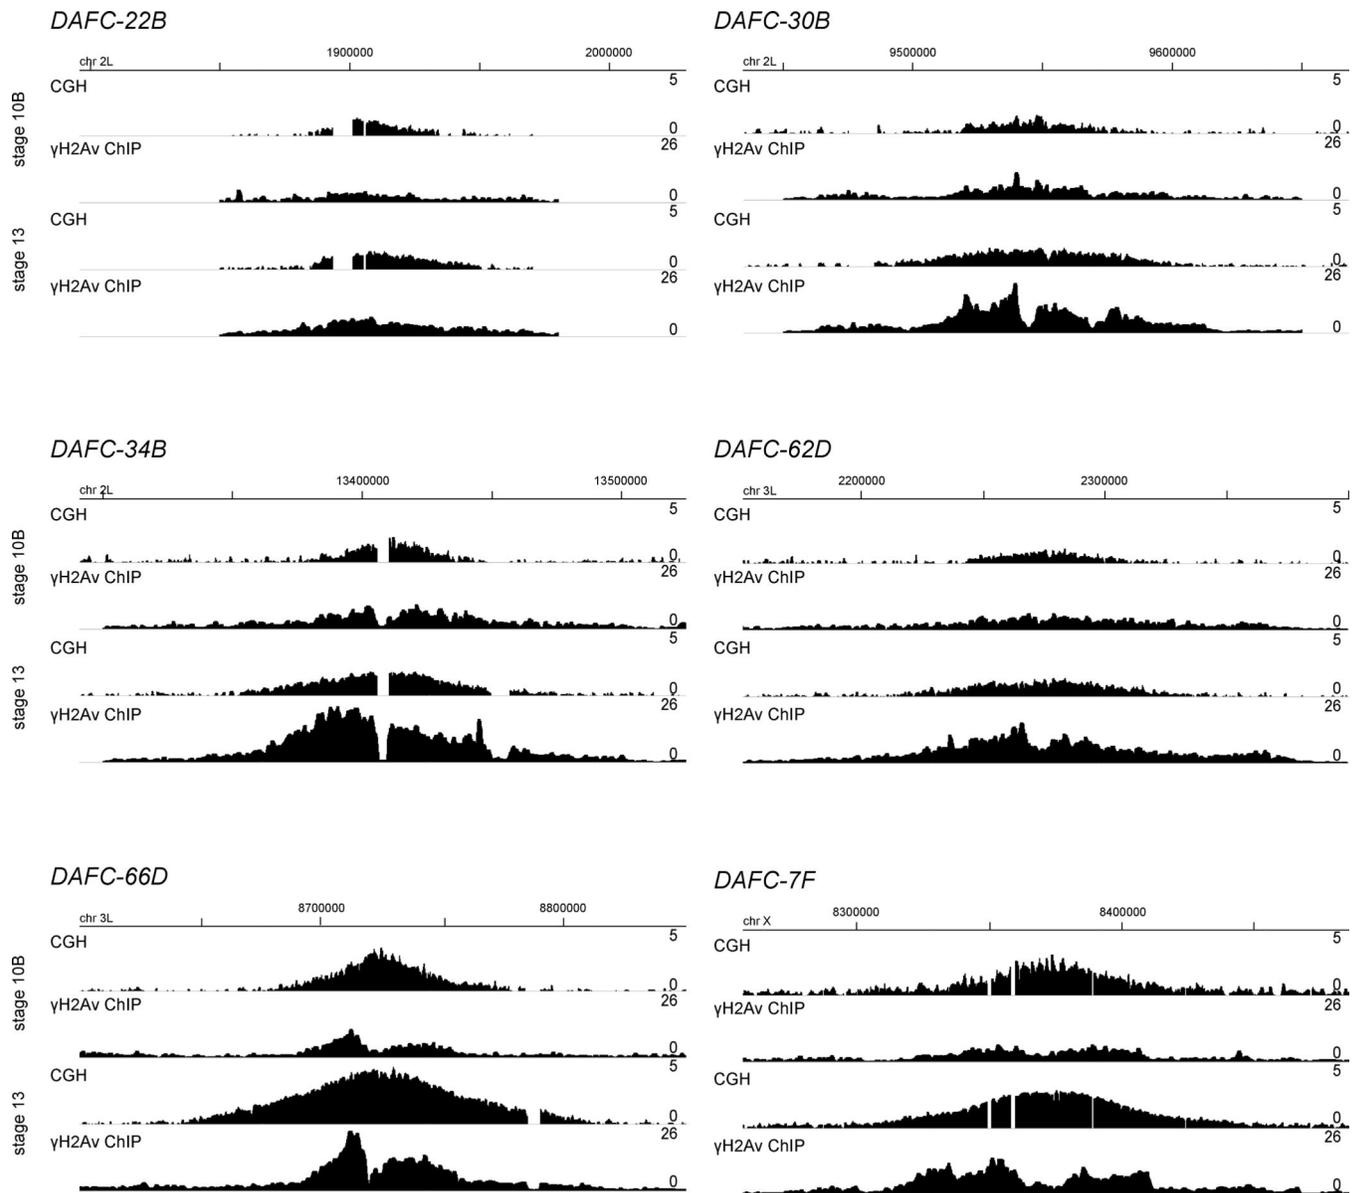 DAFC-22B
1900000 2000000
chr 2L
CGH 5
0
γH2Av ChIP 26
0
CGH 5
0
γH2Av ChIP 26
0
stage 10B
stage 13
DAFC-30B
9500000 9600000
chr 2L
CGH 5
0
γH2Av ChIP 26
0
CGH 5
0
γH2Av ChIP 26
0
DAFC-34B
13400000 13500000
chr 2L
CGH 5
0
γH2Av ChIP 26
0
CGH 5
0
γH2Av ChIP 26
0
stage 10B
stage 13
DAFC-62D
2200000 2300000
chr 3L
CGH 5
0
γH2Av ChIP 26
0
CGH 5
0
γH2Av ChIP 26
0
DAFC-66D
8700000 8800000
chr 3L
CGH 5
0
γH2Av ChIP 26
0
CGH 5
0
γH2Av ChIP 26
0
stage 10B
stage 13
DAFC-7F
8300000 8400000
chr X
CGH 5
0
γH2Av ChIP 26
0
CGH 5
0
γH2Av ChIP 26
0